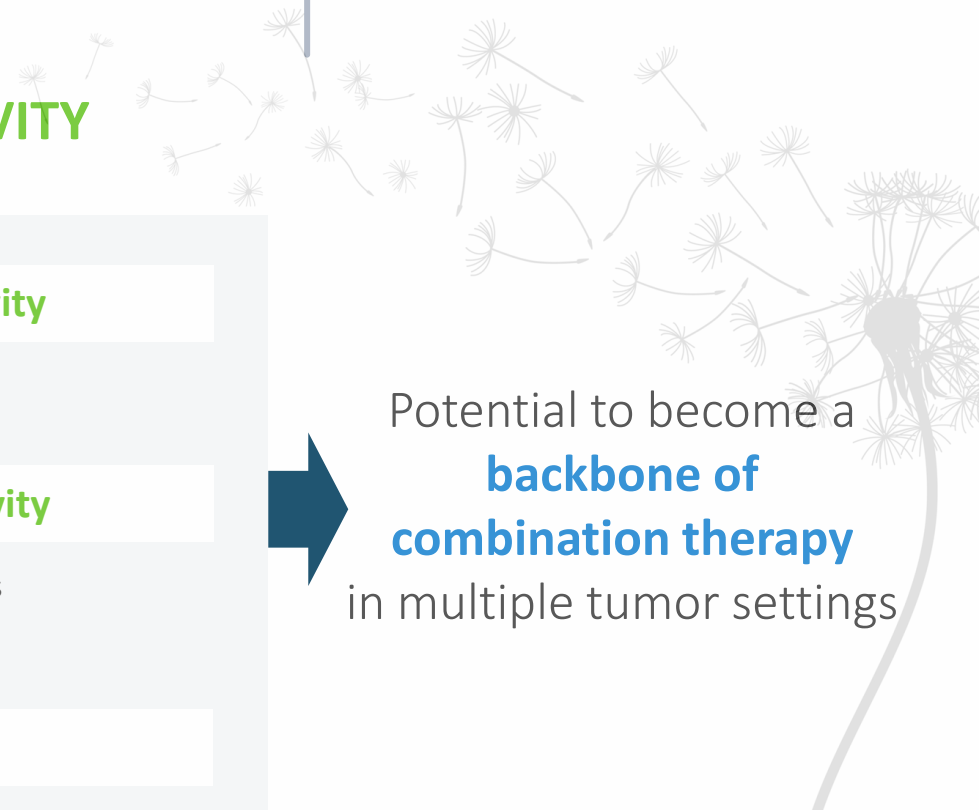 VITY
ity
vity
s
Potential to become a
backbone of
combination therapy
in multiple tumor settings